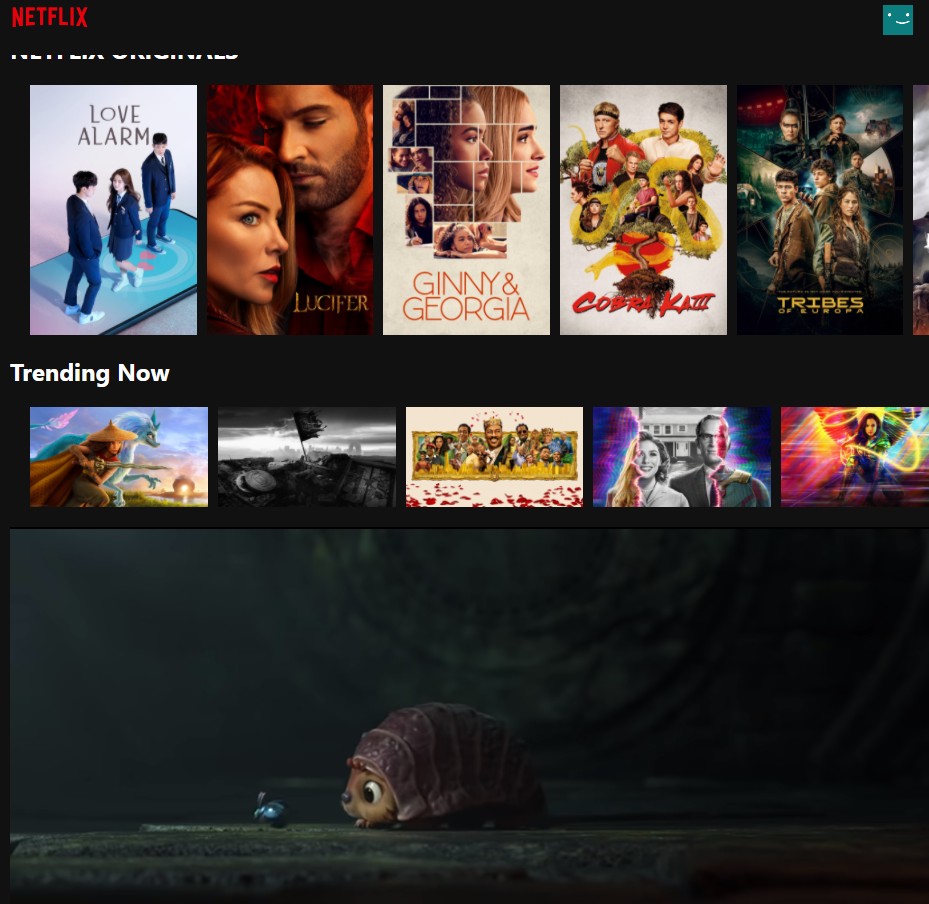 NETFLIX
NETFLIX ORIGINALS
LOVE
ALARM
LUCIFER
GINNY &
GEORGIA
COBRA KAI III
TRIBES
OF EUROPA
Trending Now